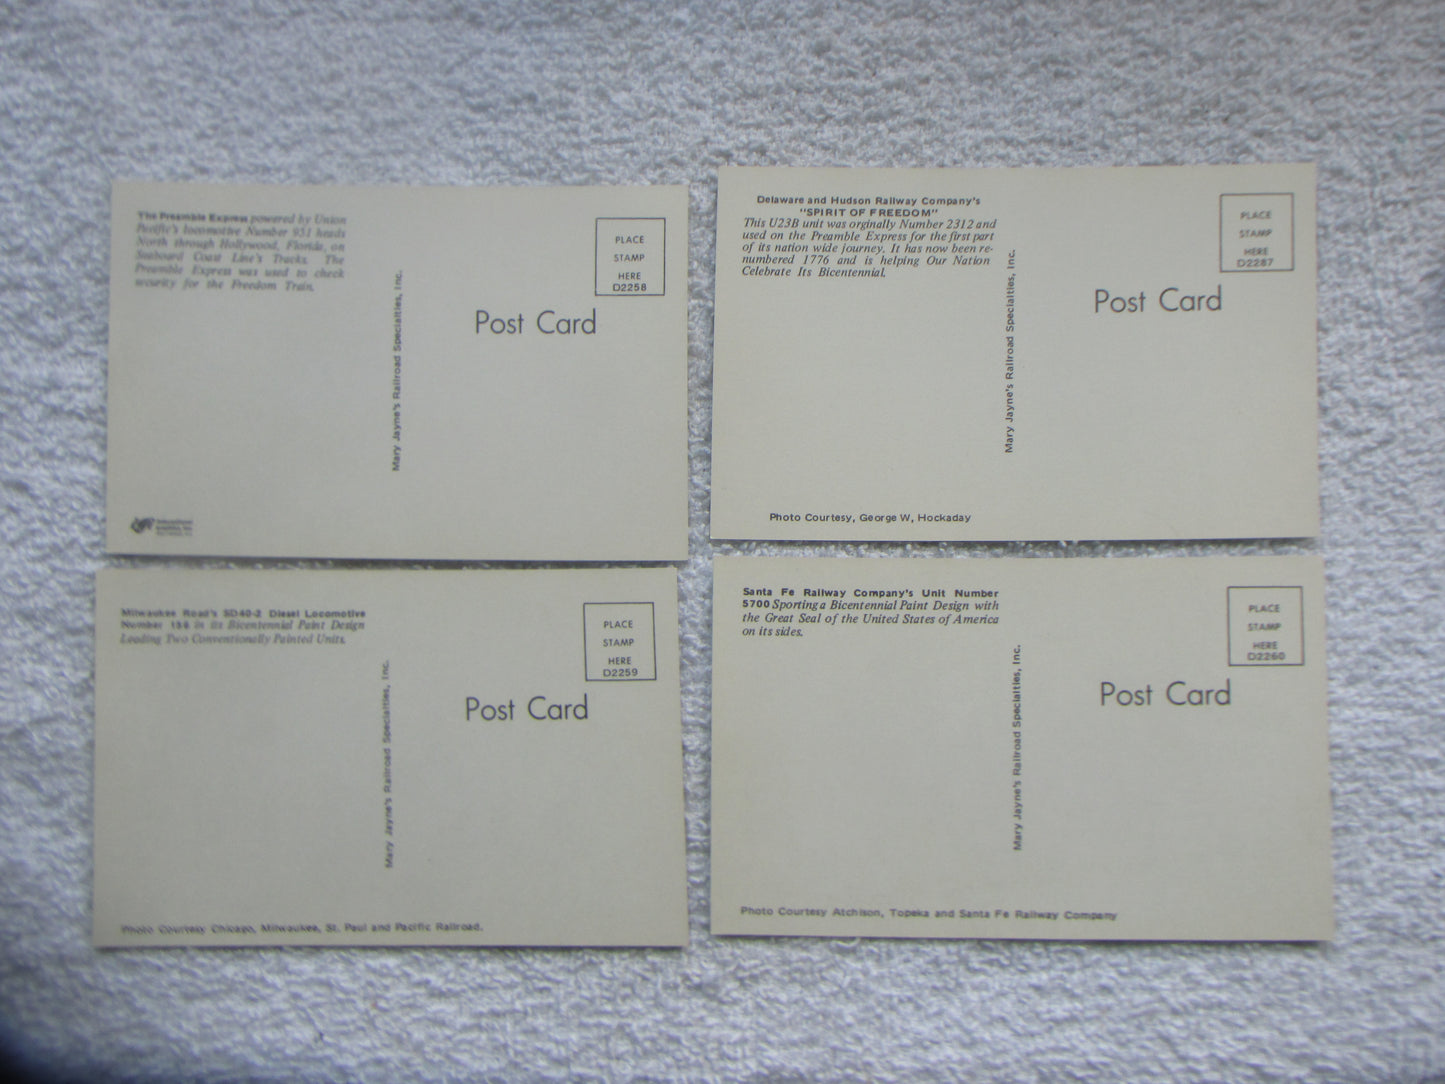 The Preamble Express powered by Union
Pacific's locomotive Number 951 heads
North through Hollywood, Florida, on
Seaboard Coast Line's Tracks. The
Preamble Express was used to check
security for the Freedom Train.
PLACE
STAMP
HERE
D2258
Post Card
Mary Jayne's Railroad Specialties, Inc.
Delaware and Hudson Railway Company's
"SPIRIT OF FREEDOM"
This U23B unit was orginally Number 2312 and
used on the Preamble Express for the first part
of its nation wide journey. It has now been re-
numbered 1776 and is helping Our Nation
Celebrate Its Bicentennial.
PLACE
STAMP
HERE
D2287
Post Card
Mary Jayne's Railroad Specialties, Inc.
Photo Courtesy, George W, Hockaday
Milwaukee Road's SD40-2 Diesel Locomotive
Number 156 in its Bicentennial Paint Design
Leading Two Conventionally Painted Units.
PLACE
STAMP
HERE
D2259
Post Card
Mary Jayne's Railroad Specialties, Inc.
Photo Courtesy Chicago, Milwaukee, St. Paul and Pacific Railroad.
Santa Fe Railway Company's Unit Number
5700 Sporting a Bicentennial Paint Design with
the Great Seal of the United States of America
on its sides.
PLACE
STAMP
HERE
D2260
Post Card
Mary Jayne's Railroad Specialties, Inc.
Photo Courtesy Atchison, Topeka and Santa Fe Railway Company